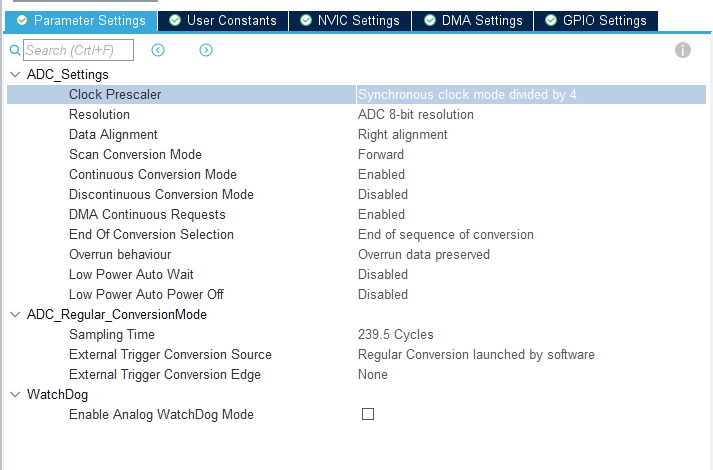 Parameter Settings User Constants NVIC Settings DMA Settings GPIO Settings
Search (CrtI+F)
ADC_Settings
Clock Prescaler Synchronous clock mode divided by 4
Resolution ADC 8-bit resolution
Data Alignment Right alignment
Scan Conversion Mode Forward
Continuous Conversion Mode Enabled
Discontinuous Conversion Mode Disabled
DMA Continuous Requests Enabled
End Of Conversion Selection End of sequence of conversion
Overrun behaviour Overrun data preserved
Low Power Auto Wait Disabled
Low Power Auto Power Off Disabled
ADC_Regular_ConversionMode
Sampling Time 239.5 Cycles
External Trigger Conversion Source Regular Conversion launched by software
External Trigger Conversion Edge None
WatchDog
Enable Analog WatchDog Mode